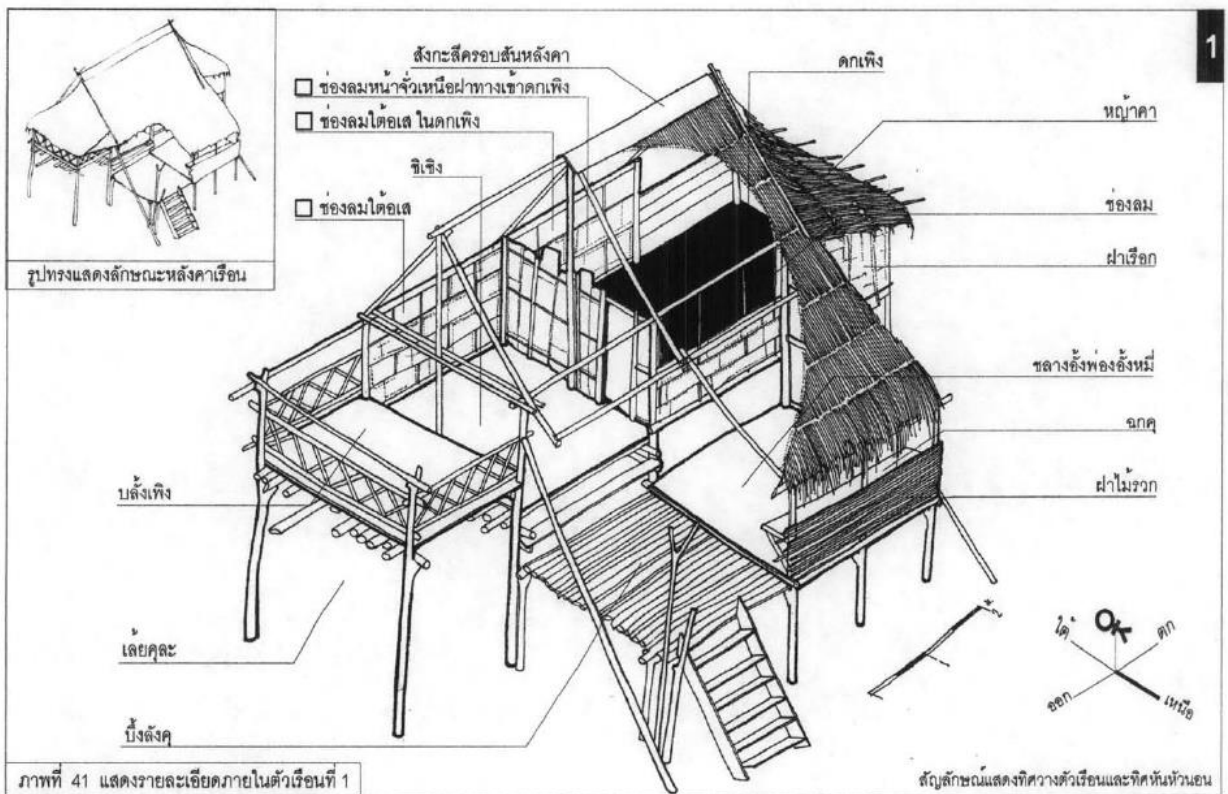 1
สังกะสีครอบสันหลังคา
ดกเพิง
ช่องลมหน้าจั่วเหนือฝาทางเข้าดกเพิง
หญ้าคา
ช่องลมใต้อเส ในดกเพิง
ซิเซิง
ช่องลมใต้อเส
ช่องลม
ฝาเรือก
รูปทรงแสดงลักษณะหลังคาเรือน
ชลางอั้งพ่องอั้งหมี่
ฉกคุ
บลั้งเพิง
ฝาไม้รวก
เล้ยคุละ
บึ้งลังคุ
ใต้
OK
ตก
ออก
เหนือ
ภาพที่ 41 แสดงรายละเอียดภายในตัวเรือนที่ 1
สัญลักษณ์แสดงทิศวางตัวเรือนและทิศหันหัวนอน